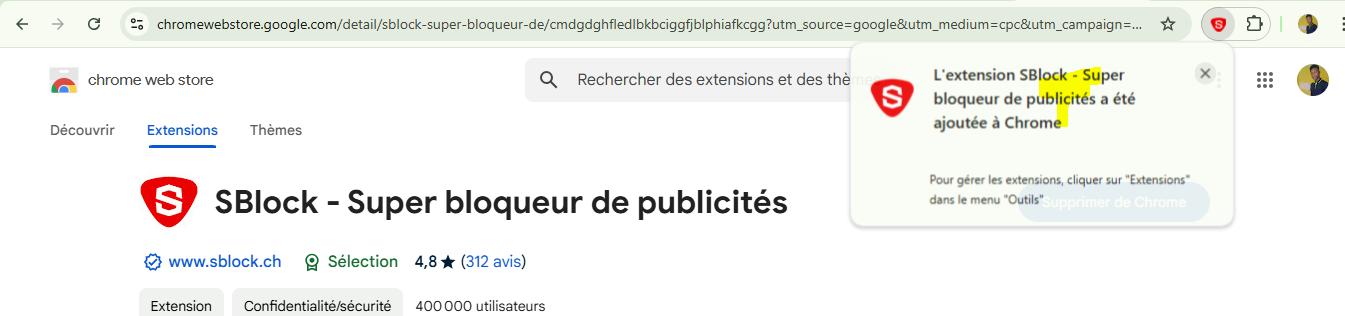 chromewebstore.google.com/detail/sblock-super-bloqueur-de/cmdgdghfledlbkbciggfjblphiafkcgg?utm_source=google&utm_medium=cpc&utm_campaign=...
chrome web store
Rechercher des extensions et des thèmes
L'extension SBlock - Super
bloqueur de publicités a été
ajoutée à Chrome
Découvrir
Extensions
Thèmes
Pour gérer les extensions, cliquer sur "Extensions"
dans le menu "Outils"
Supprimer de Chrome
SBlock - Super bloqueur de publicités
www.sblock.ch
Sélection
4,8 ★ (312 avis)
Extension
Confidentialité/sécurité
400 000 utilisateurs